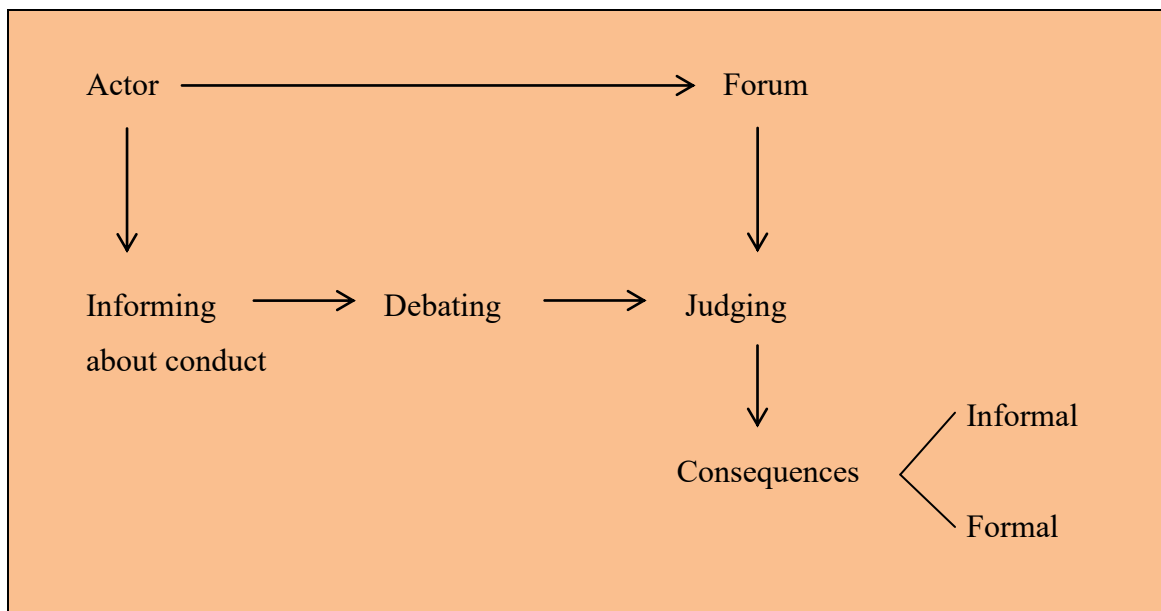 Actor
Forum
Informing
about conduct
Debating
Judging
Consequences
Informal
Formal